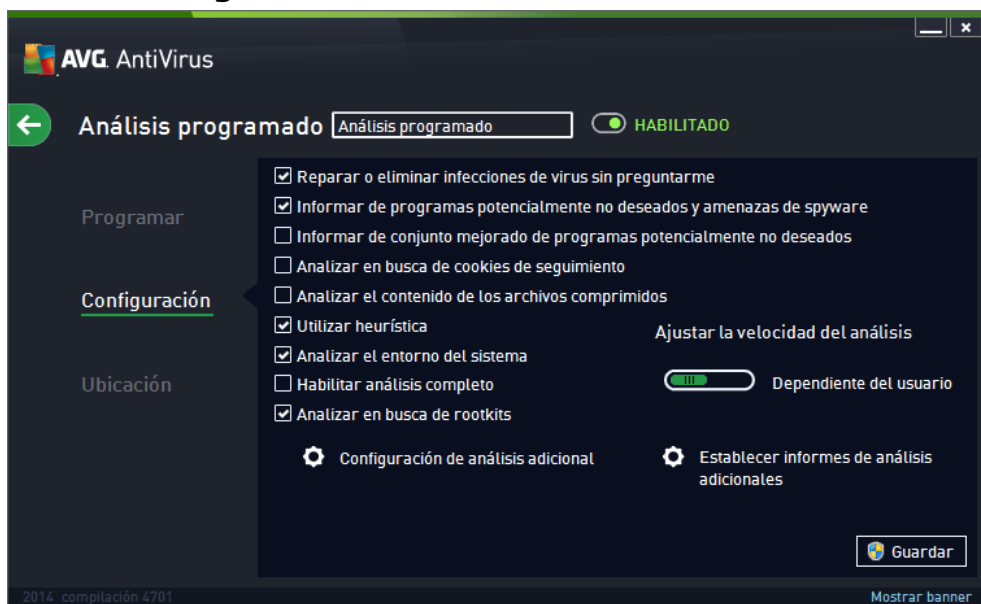 AVG. AntiVirus
Análisis programado Análisis programado HABILITADO
Programar
Configuración
Ubicación
Reparar o eliminar infecciones de virus sin preguntarme
Informar de programas potencialmente no deseados y amenazas de spyware
Informar de conjunto mejorado de programas potencialmente no deseados
Analizar en busca de cookies de seguimiento
Analizar el contenido de los archivos comprimidos
Utilizar heurística
Analizar el entorno del sistema
Habilitar análisis completo
Analizar en busca de rootkits
Ajustar la velocidad del análisis
Dependiente del usuario
Configuración de análisis adicional
Establecer informes de análisis
adicionales
Guardar
2014 compilación 4701
Mostrar banner